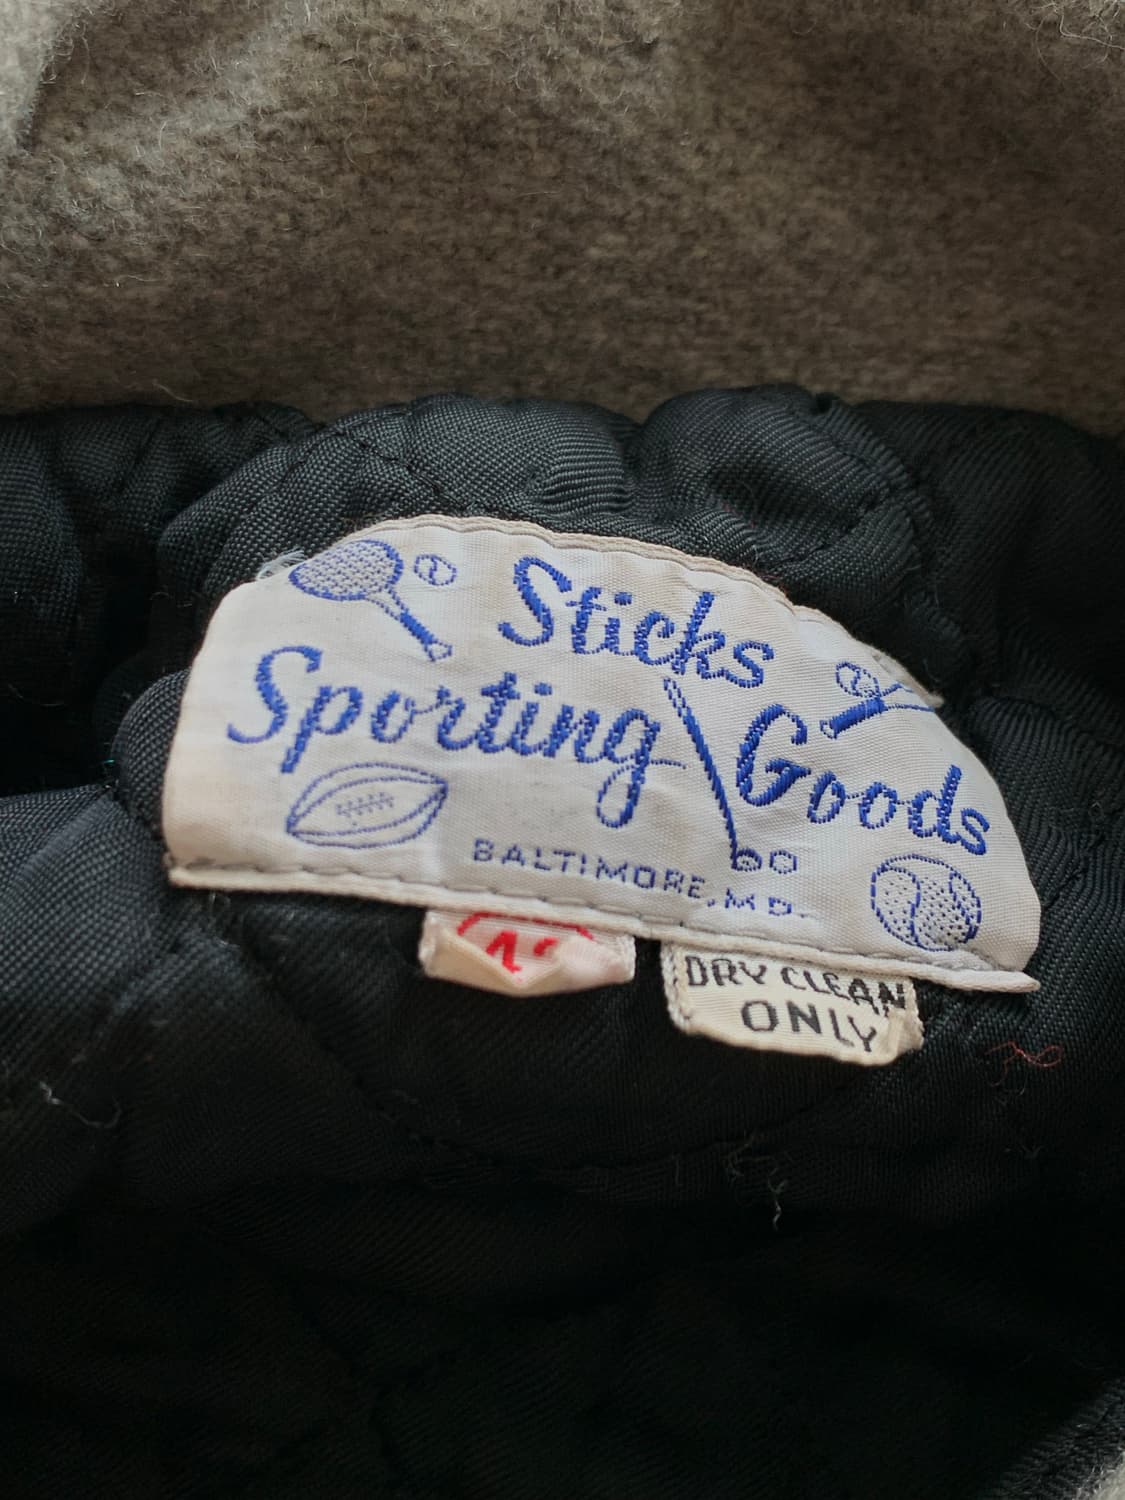 Sticks
Sporting Goods
BALTIMORE, MD.
DRY CLEAN
ONLY